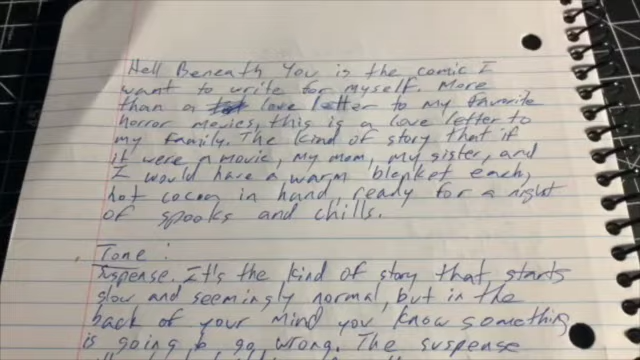 Hell Beneath You is the comic I
want to write for myself. More
than a love letter to my favorite
horror movies, this is a love letter to
my family. The kind of story that if
it were a movie, my mom, my sister, and
I would have a warm blanket each,
hot cocoa in hand, ready for a night
of spooks and chills.
Tone:
Suspense. It's the kind of story that starts
slow and seemingly normal, but in the
back of your mind you know something
is going to go wrong. The suspense